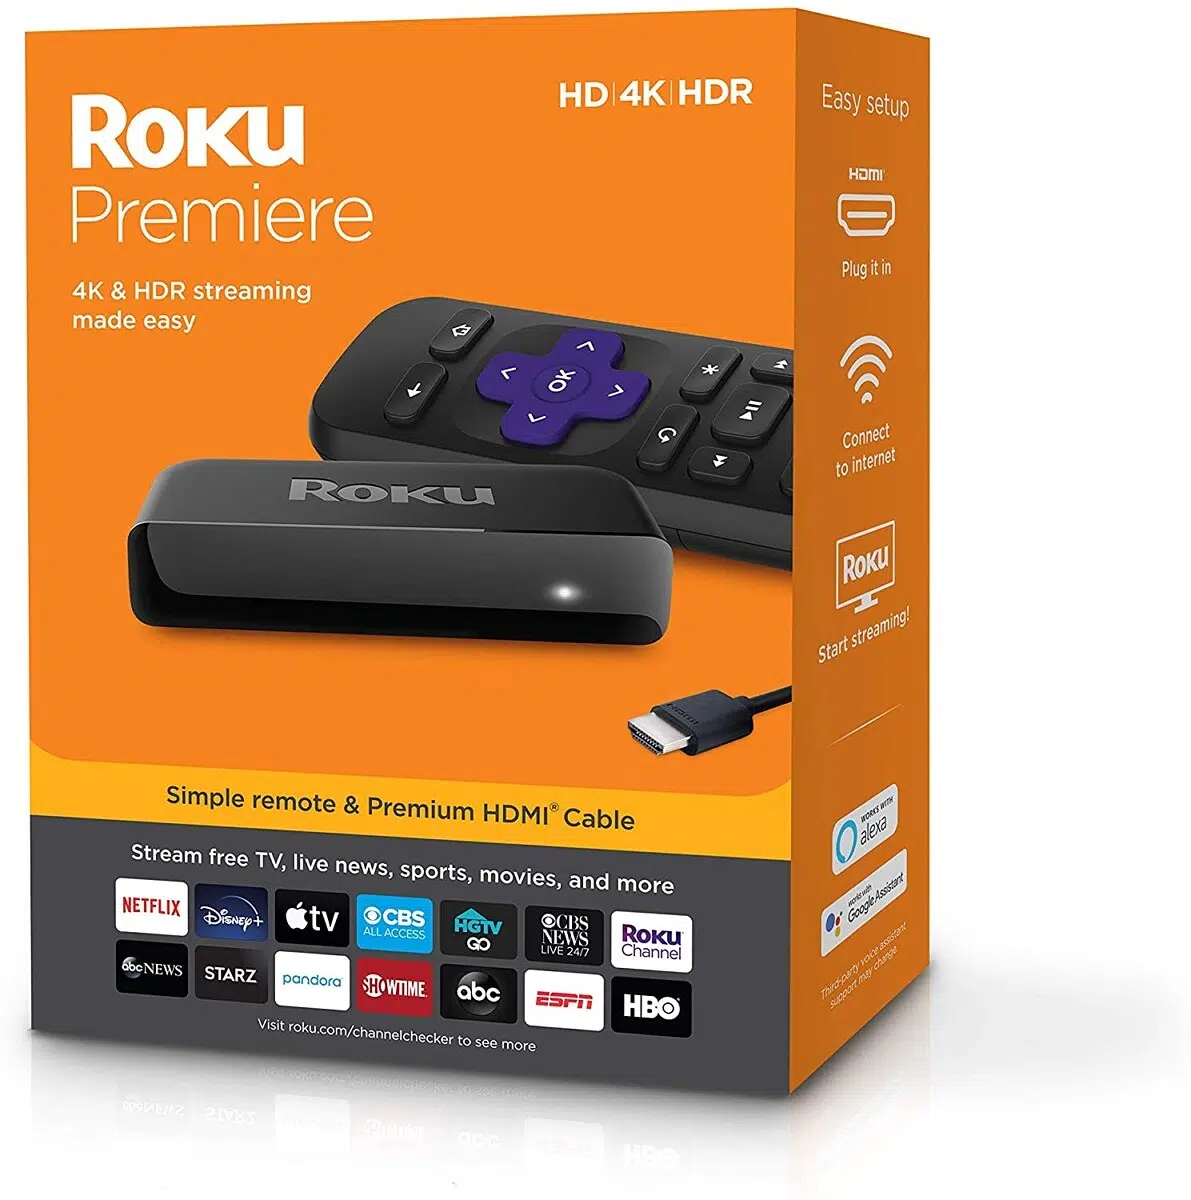 ROKU
Premiere
4K & HDR streaming
made easy
HD|4K|HDR
OK
ROKU
HDMI
Simple remote & Premium HDMI® Cable
Stream free TV, live news, sports, movies, and more
NETFLIX
Disney+
tv
CBS
ALL ACCESS
HGTV
GO
CBS
NEWS
LIVE 24/7
ROKU
Channel
abc NEWS
STARZ
pandora
SHOWTIME
abc
ESPN
HBO
Visit roku.com/channelchecker to see more
Easy setup
HDMI
Plug it in
Connect
to internet
ROKU
Start streaming!
WORKS WITH
alexa
works with
Google Assistant
Third-party voice assistant
support may change.